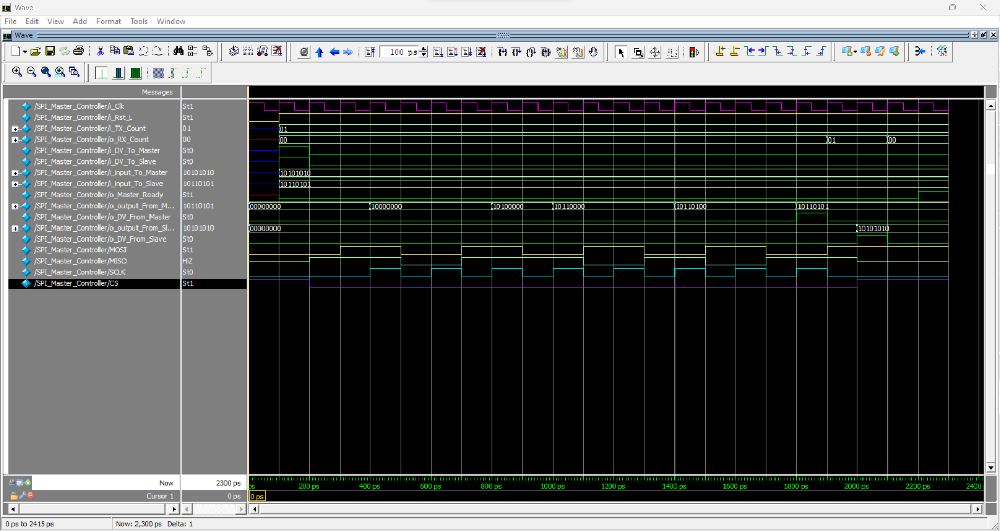 Wave
File Edit View Add Format Tools Window
Wave
100 ps
Messages
/SPI_Master_Controller/i_Clk St1
/SPI_Master_Controller/i_Rst_L St1
/SPI_Master_Controller/i_TX_Count 01 01
/SPI_Master_Controller/o_RX_Count 00 00 01 00
/SPI_Master_Controller/i_DV_To_Master St0
/SPI_Master_Controller/i_DV_To_Slave St0
/SPI_Master_Controller/i_input_To_Master 10101010 10101010
/SPI_Master_Controller/i_input_To_Slave 10110101 10110101
/SPI_Master_Controller/o_Master_Ready St1
/SPI_Master_Controller/o_output_From_M... 10110101 00000000 10000000 10100000 10110000 10110100 10110101
/SPI_Master_Controller/o_DV_From_Master St0
/SPI_Master_Controller/o_output_From_Sl... 10101010 00000000 10101010
/SPI_Master_Controller/o_DV_From_Slave St0
/SPI_Master_Controller/MOSI St1
/SPI_Master_Controller/MISO HiZ
/SPI_Master_Controller/SCLK St0
/SPI_Master_Controller/CS St1
Now 2300 ps ps 200 ps 400 ps 600 ps 800 ps 1000 ps 1200 ps 1400 ps 1600 ps 1800 ps 2000 ps 2200 ps 2400
Cursor 1 0 ps 0 ps
0 ps to 2415 ps Now: 2,300 ps Delta: 1